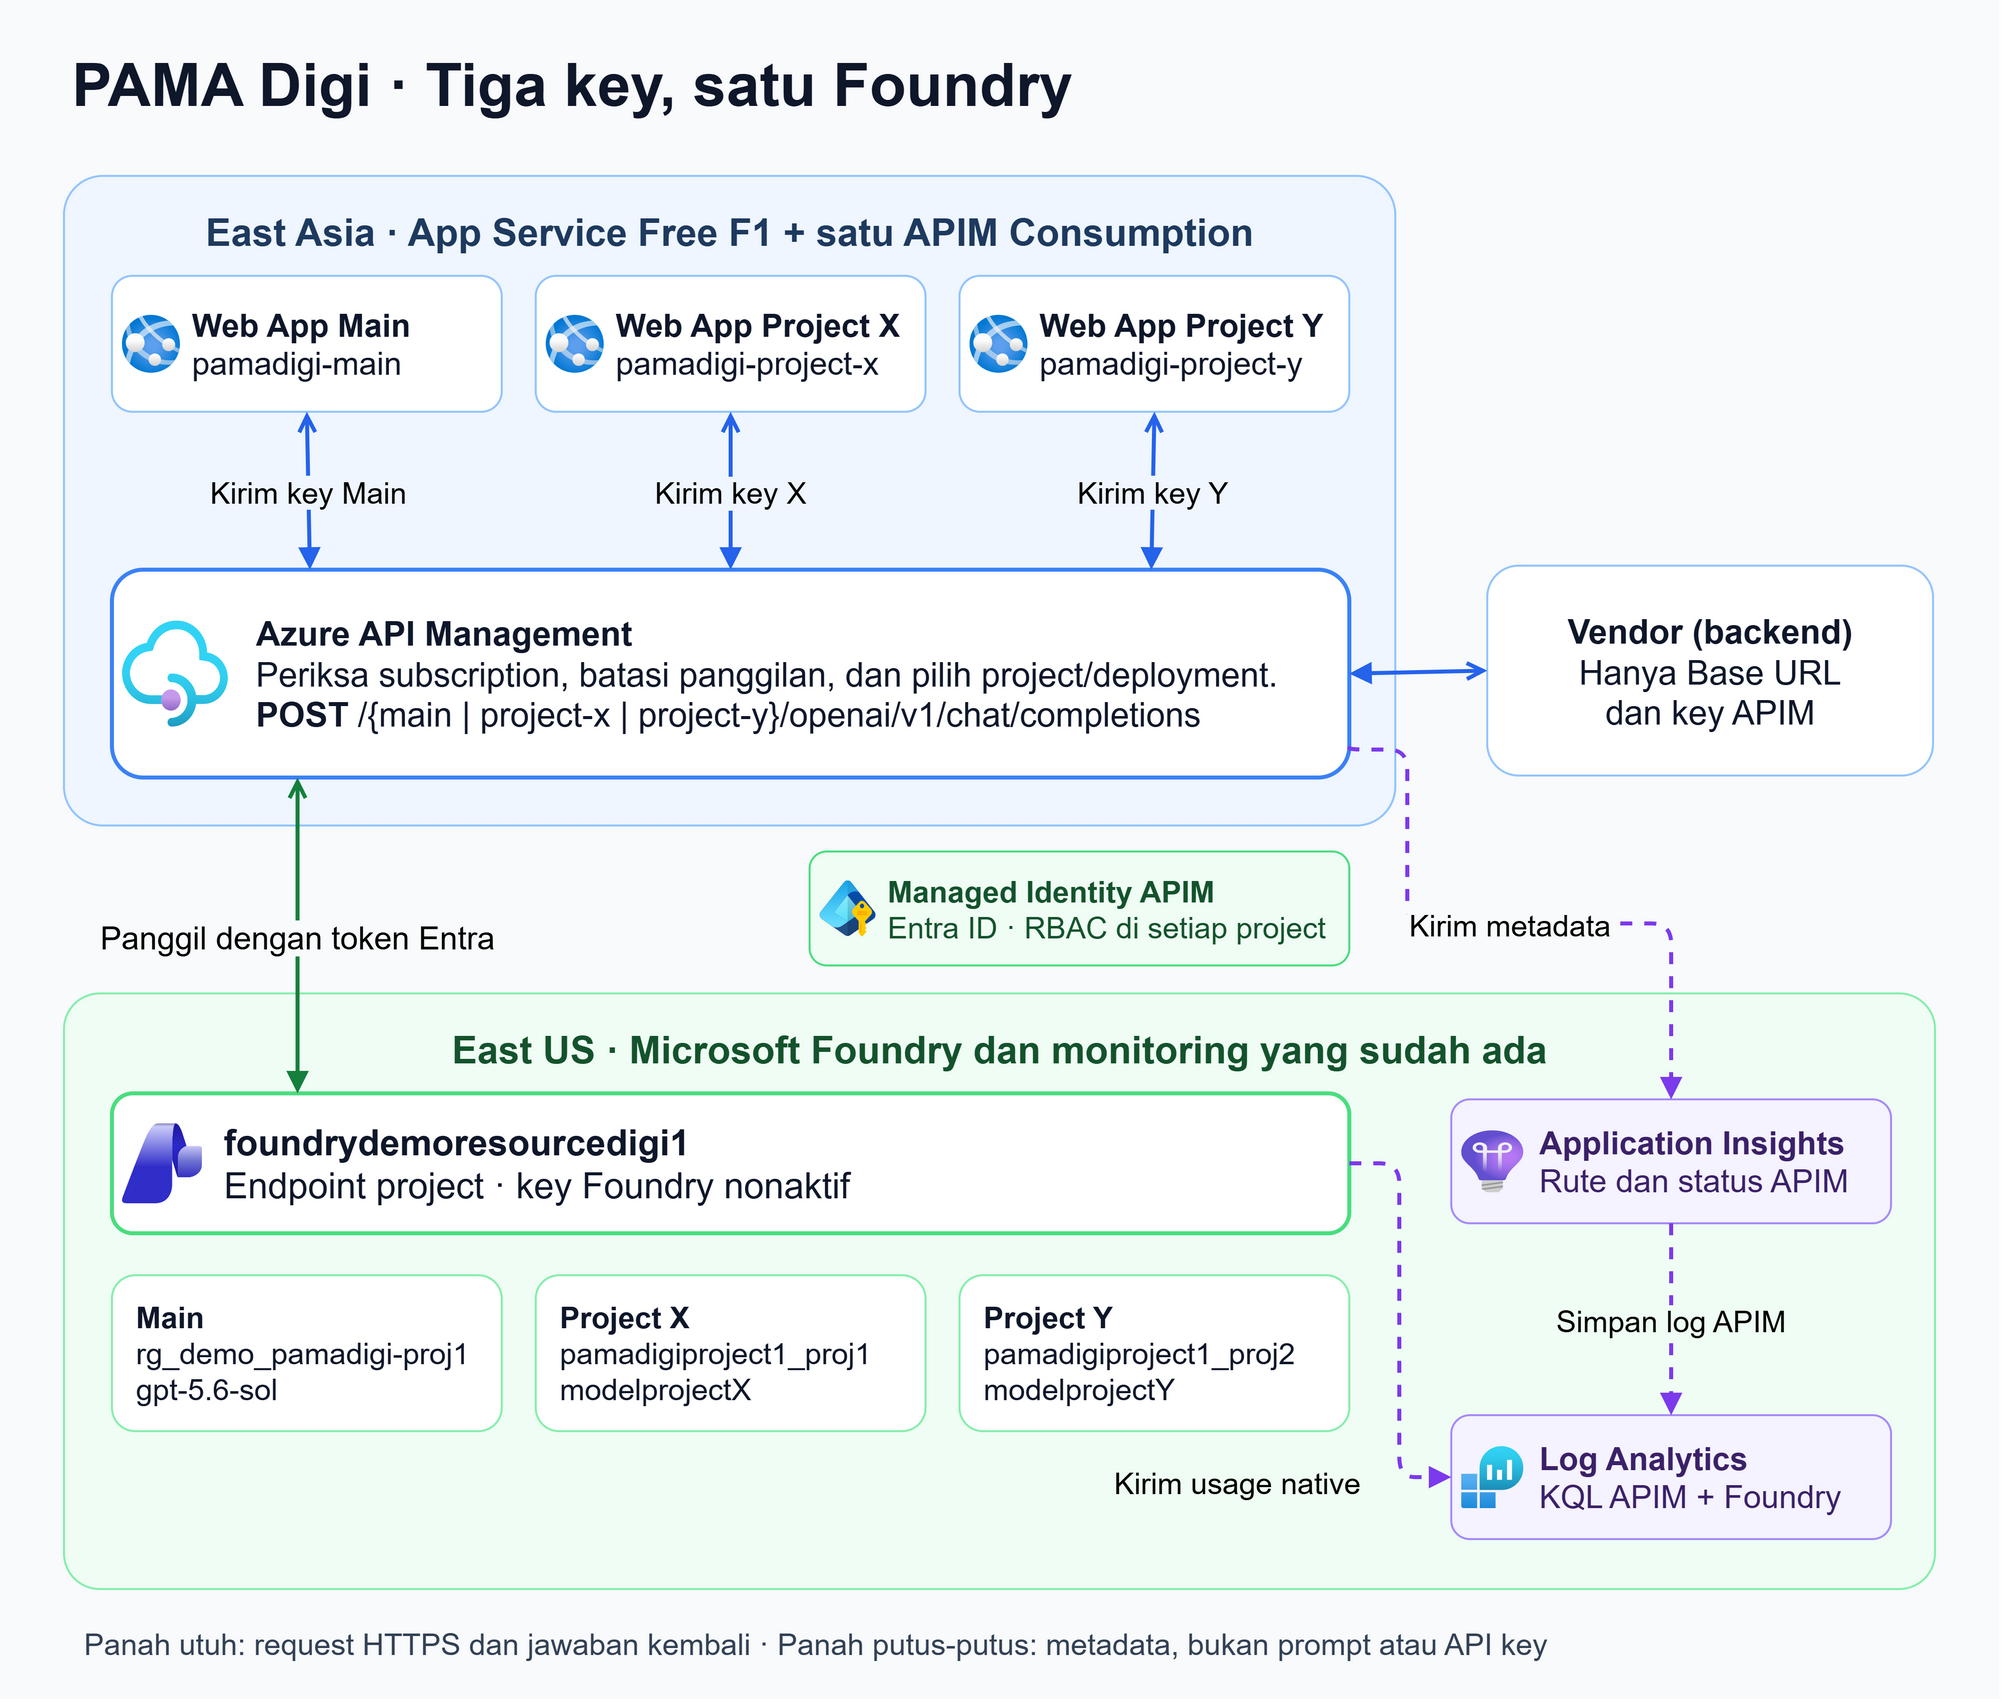 PAMA Digi · Tiga key, satu Foundry
East Asia · App Service Free F1 + satu APIM Consumption
Web App Main
pamadigi-main
Web App Project X
pamadigi-project-x
Web App Project Y
pamadigi-project-y
Kirim key Main
Kirim key X
Kirim key Y
Azure API Management
Periksa subscription, batasi panggilan, dan pilih project/deployment.
POST /{main | project-x | project-y}/openai/v1/chat/completions
Vendor (backend)
Hanya Base URL
dan key APIM
Managed Identity APIM
Entra ID · RBAC di setiap project
Kirim metadata
Panggil dengan token Entra
East US · Microsoft Foundry dan monitoring yang sudah ada
foundrydemoresourcedigi1
Endpoint project · key Foundry nonaktif
Application Insights
Rute dan status APIM
Main
rg_demo_pamadigi-proj1
gpt-5.6-sol
Project X
pamadigiproject1_proj1
modelprojectX
Project Y
pamadigiproject1_proj2
modelprojectY
Simpan log APIM
Kirim usage native
Log Analytics
KQL APIM + Foundry
Panah utuh: request HTTPS dan jawaban kembali · Panah putus-putus: metadata, bukan prompt atau API key